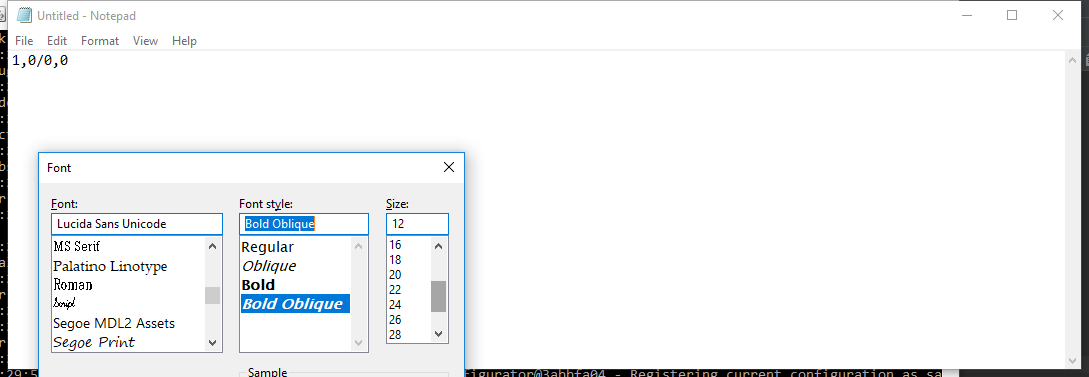 Untitled - Notepad
File Edit Format View Help
1,0/0,0
Font
Font: Font style: Size:
Lucida Sans Unicode Bold Oblique 12
MS Serif Regular 16
Palatino Linotype Oblique 18
Roman Bold 20
Script Bold Oblique 22
Segoe MDL2 Assets 24
Segoe Print 26
28
Sample
:29:5 figurator@3abbfa04 - Registering current configuration as sa